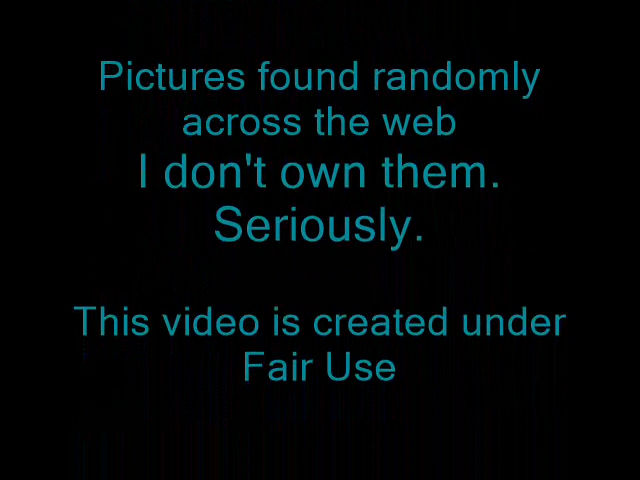 Pictures found randomly
across the web
I don't own them.
Seriously.
This video is created under
Fair Use